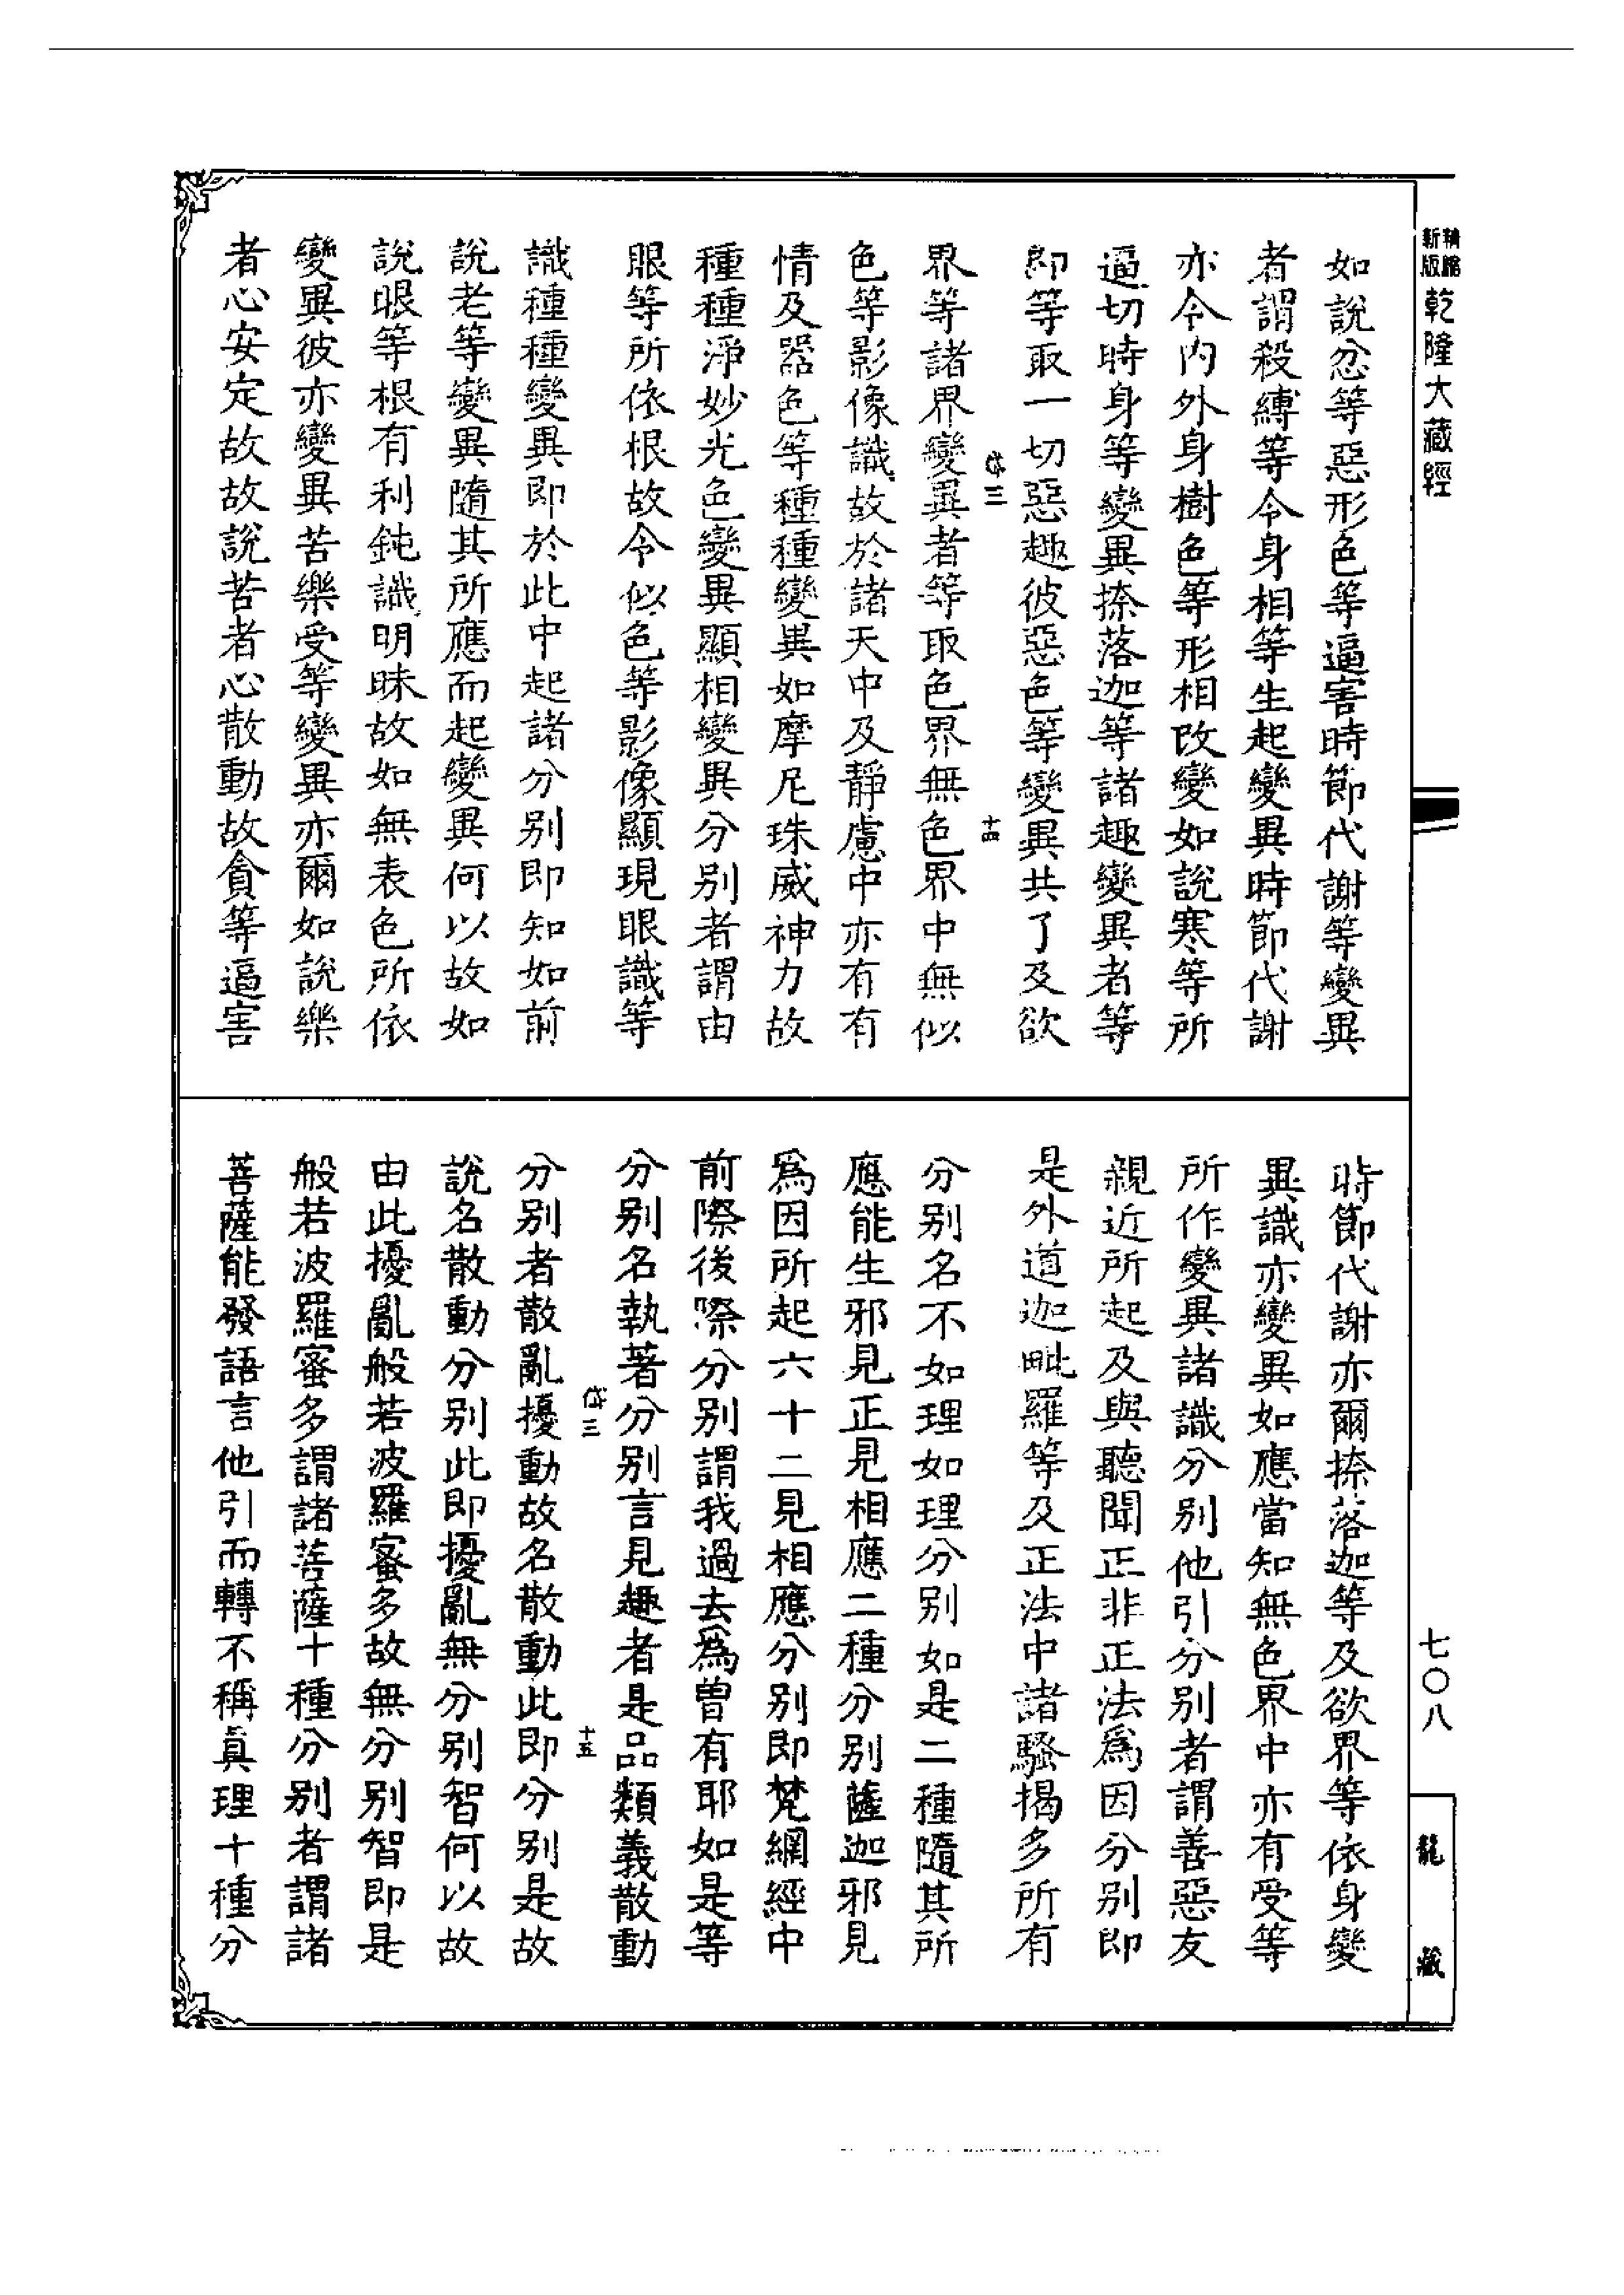 新版
精縮
乾隆大藏經
如說忿等惡形色等逼害時節代謝等變異
者謂殺縛等令身相等生起變異時節代謝
亦令內外身樹色等形相改變如說寒等所
逼切時身等變異捺落迦等諸趣變異者等
即等取一切惡趣彼惡色等變異共了及欲
岱三
十四
界等諸界變異者等取色界無色界中無似
色等影像識故於諸天中及靜慮中亦有有
情及器色等種種變異如摩尼珠威神力故
種種淨妙光色變異顯相變異分別者謂由
眼等所依根故令似色等影像顯現眼識等
識種種變異即於此中起諸分別即知如前
說老等變異隨其所應而起變異何以故如
說眼等根有利鈍識明昧故如無表色所依
變異彼亦變異苦樂受等變異亦爾如說樂
者心安定故故說苦者心散動故貪等逼害
時節代謝亦爾捺落迦等及欲界等依身變
異識亦變異如應當知無色界中亦有受等
所作變異諸識分別他引分別者謂善惡友
親近所起及與聽聞正非正法為因分別即
是外道迦毗羅等及正法中諸騷揭多所有
分別名不如理如理分別如是二種隨其所
應能生邪見正見相應二種分別薩迦邪見
為因所起六十二見相應分別即梵網經中
前際後際分別謂我過去為曾有耶如是等
分別名執著分別言見趣者是品類義散動
岱三
十五
分別者散亂擾動故名散動此即分別是故
說名散動分別此即擾亂無分別智何以故
由此擾亂般若波羅蜜多故無分別智即是
般若波羅蜜多謂諸菩薩十種分別者謂諸
菩薩能發語言他引而轉不稱真理十種分
七〇八
龍藏